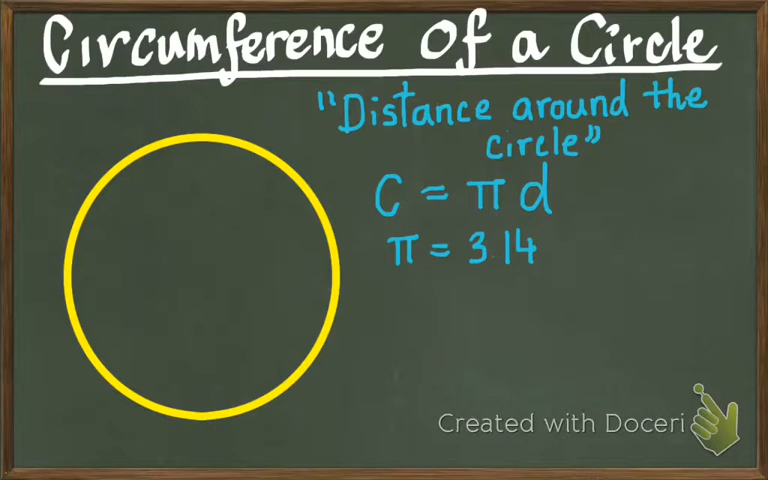 Circumference Of a Circle
"Distance around the
circle"
C = π d
π = 3.14
Created with Doceri